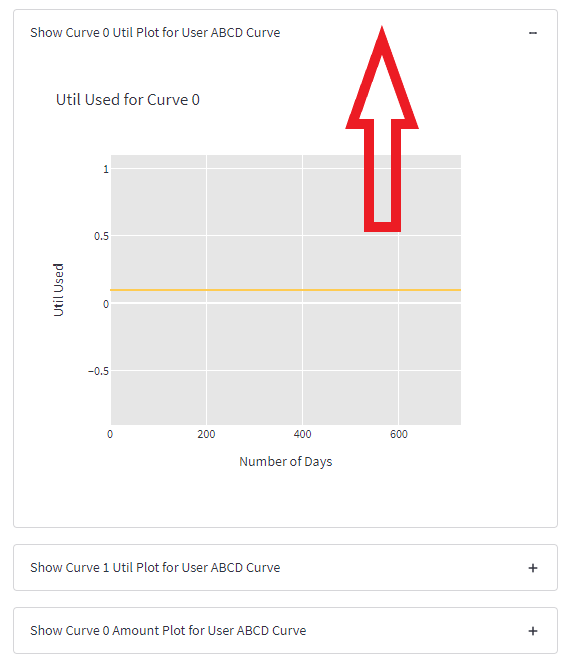 Show Curve 0 Util Plot for User ABCD Curve
Util Used for Curve 0
1
0.5
0
−0.5
Util Used
0 200 400 600
Number of Days
Show Curve 1 Util Plot for User ABCD Curve
Show Curve 0 Amount Plot for User ABCD Curve